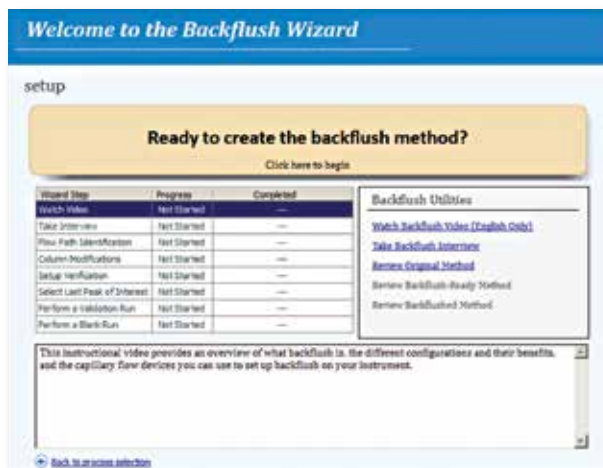 Welcome to the Backflush Wizard
setup
Ready to create the backflush method?
Click here to begin
Wizard Step Progress Completed
Watch Video Not Started —
Take Interview Not Started —
Flow Path Identification Not Started —
Column Modifications Not Started —
Setup Verification Not Started —
Select Last Peak of Interest Not Started —
Perform a Validation Run Not Started —
Perform a Blank Run Not Started —
Backflush Utilities
Watch Backflush Video (English Only)
Take Backflush Interview
Review Original Method
Review Backflush-Ready Method
Review Backflushed Method
This instructional video provides an overview of what backflush is, the different configurations and their benefits,
and the capillary flow devices you can use to set up backflush on your instrument.
Back to process selection